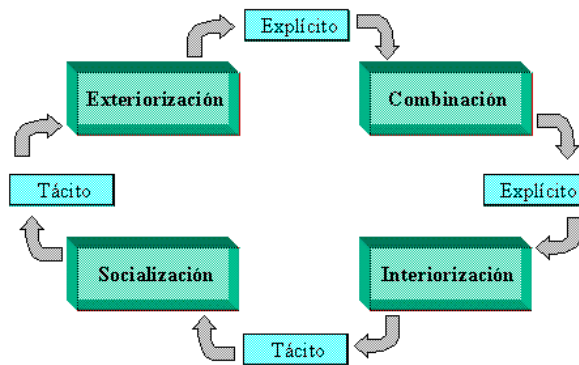 Explícito
Exteriorización
Combinación
Tácito
Explícito
Socialización
Interiorización
Tácito